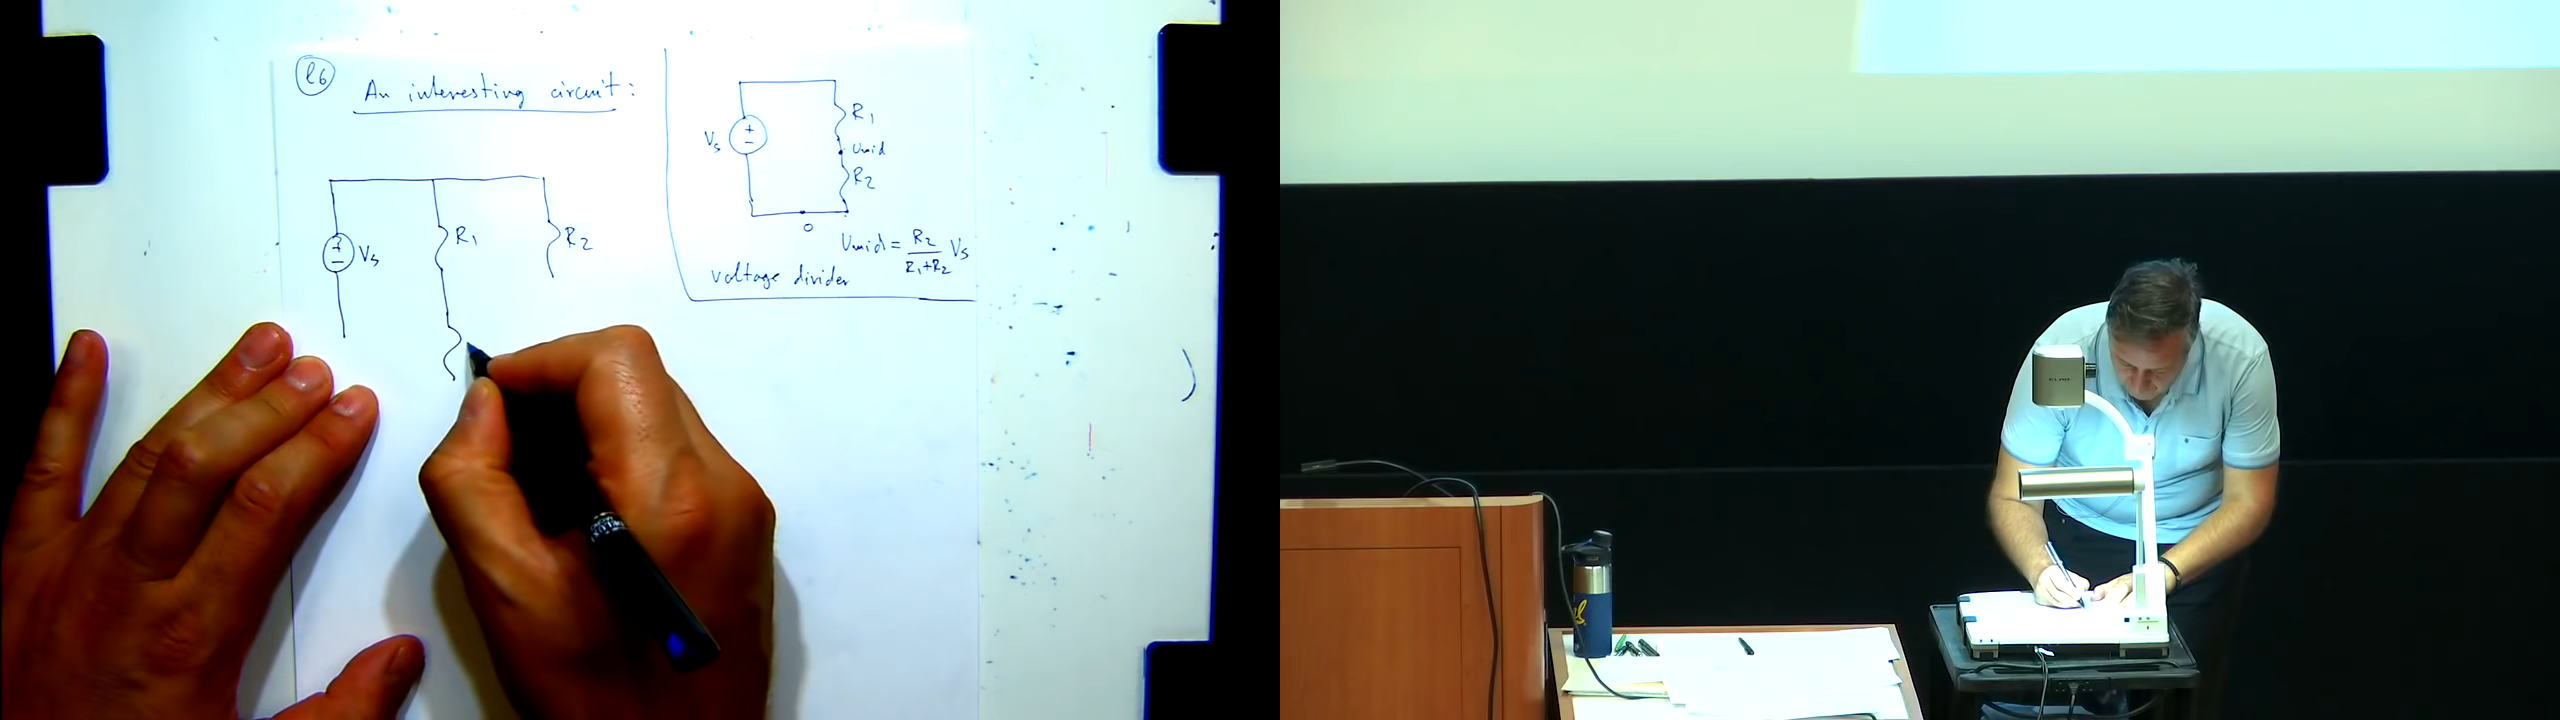 l6
An interesting circuit:
+
−
Vs
R1
R2
+
−
Vs
R1
Umid
R2
0
Umid = R2/(R1+R2) Vs
voltage divider
ELMO